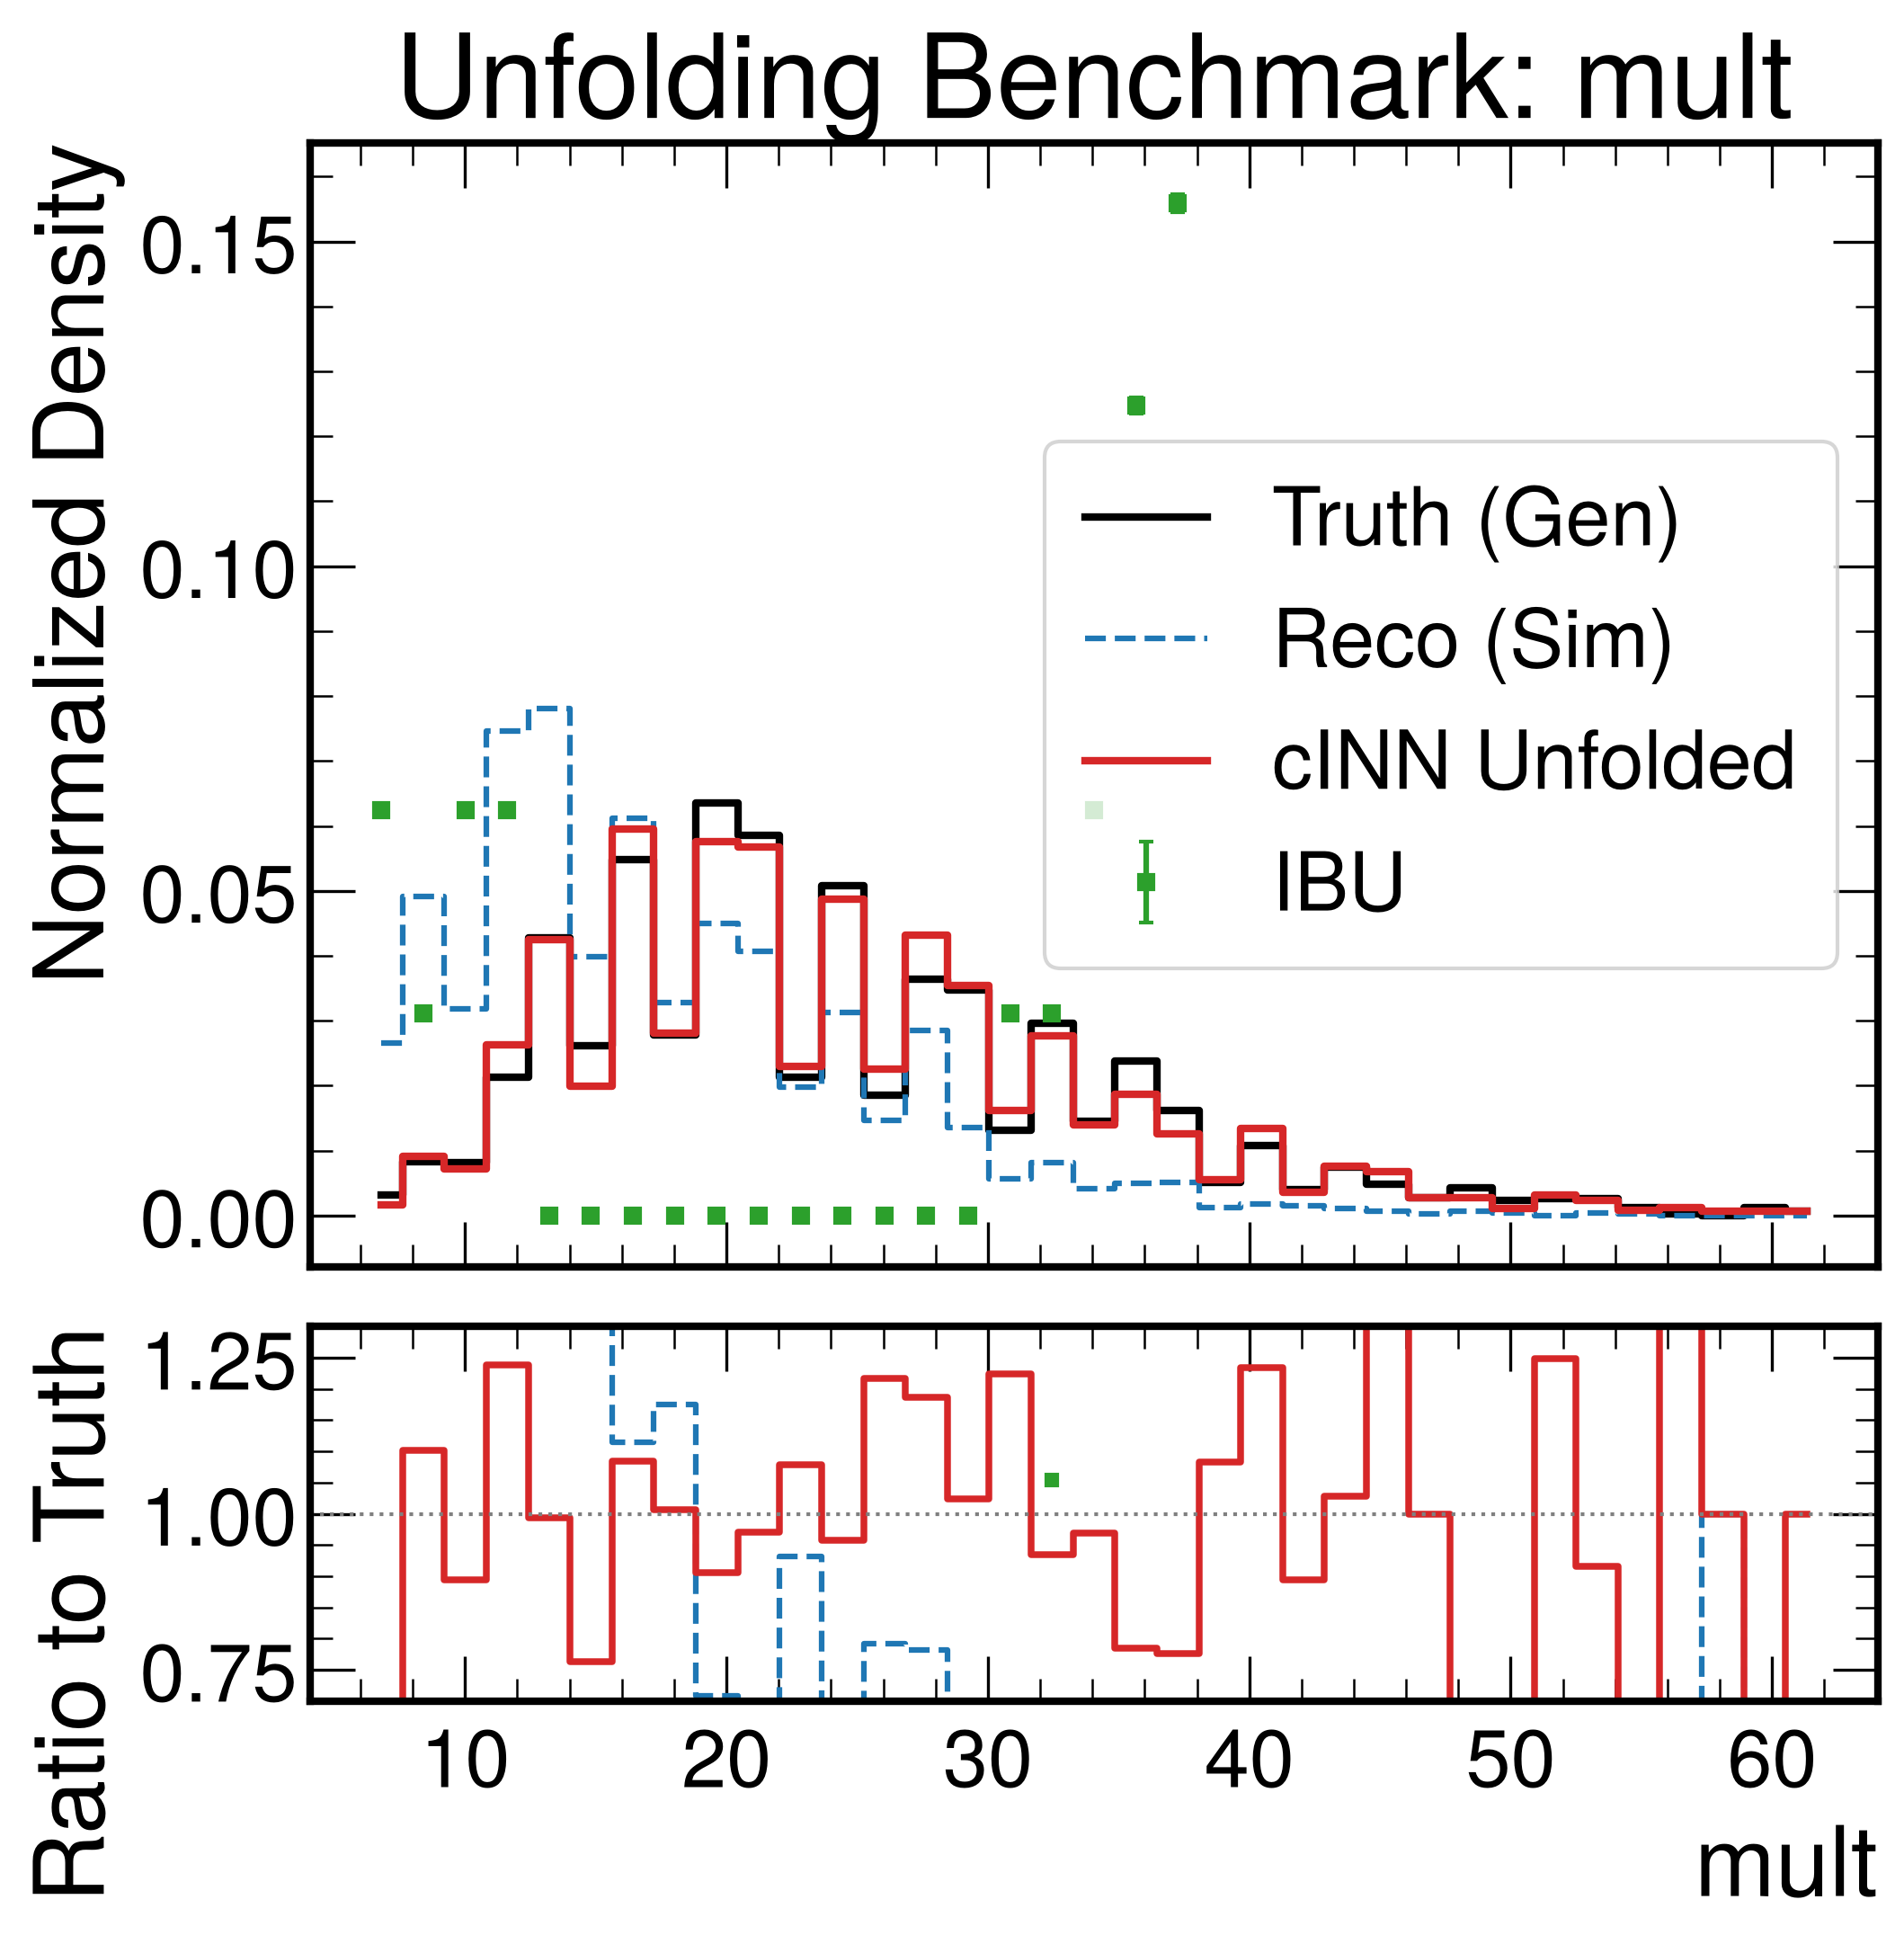 Unfolding Benchmark: mult
Normalized Density
0.15
0.10
0.05
0.00
Truth (Gen)
Reco (Sim)
cINN Unfolded
IBU
Ratio to Truth
1.25
1.00
0.75
10 20 30 40 50 60
mult